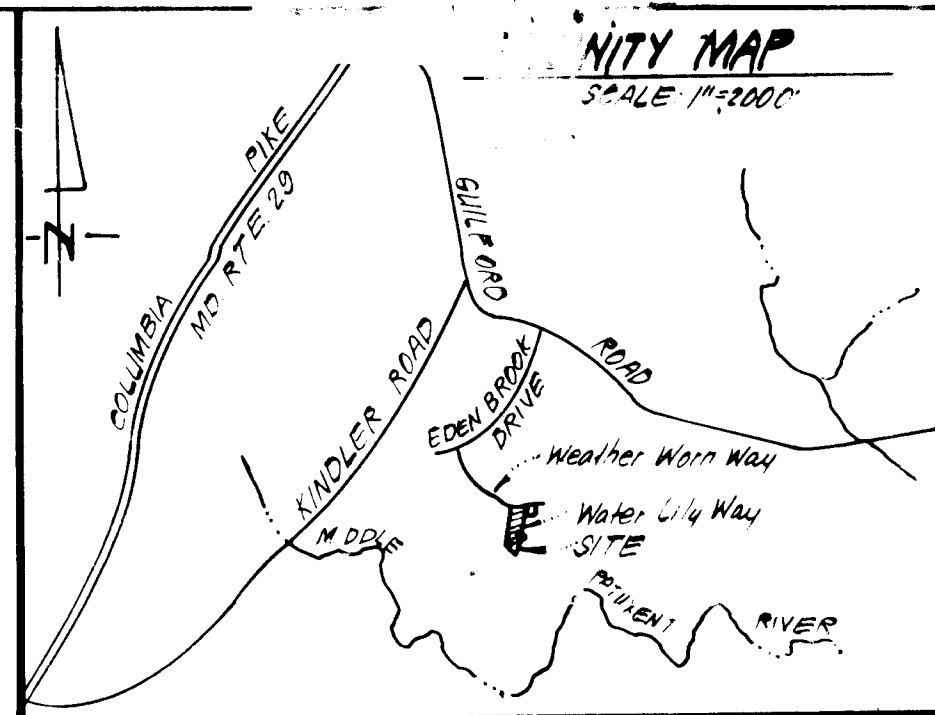 NITY MAP
SCALE: 1"=2000'
COLUMBIA PIKE
MD. RTE. 29
N
GUILFORD ROAD
KINDLER ROAD
EDEN BROOK
DRIVE
Weather Worn Way
Water Lily Way
SITE
MIDDLE PATUXENT RIVER